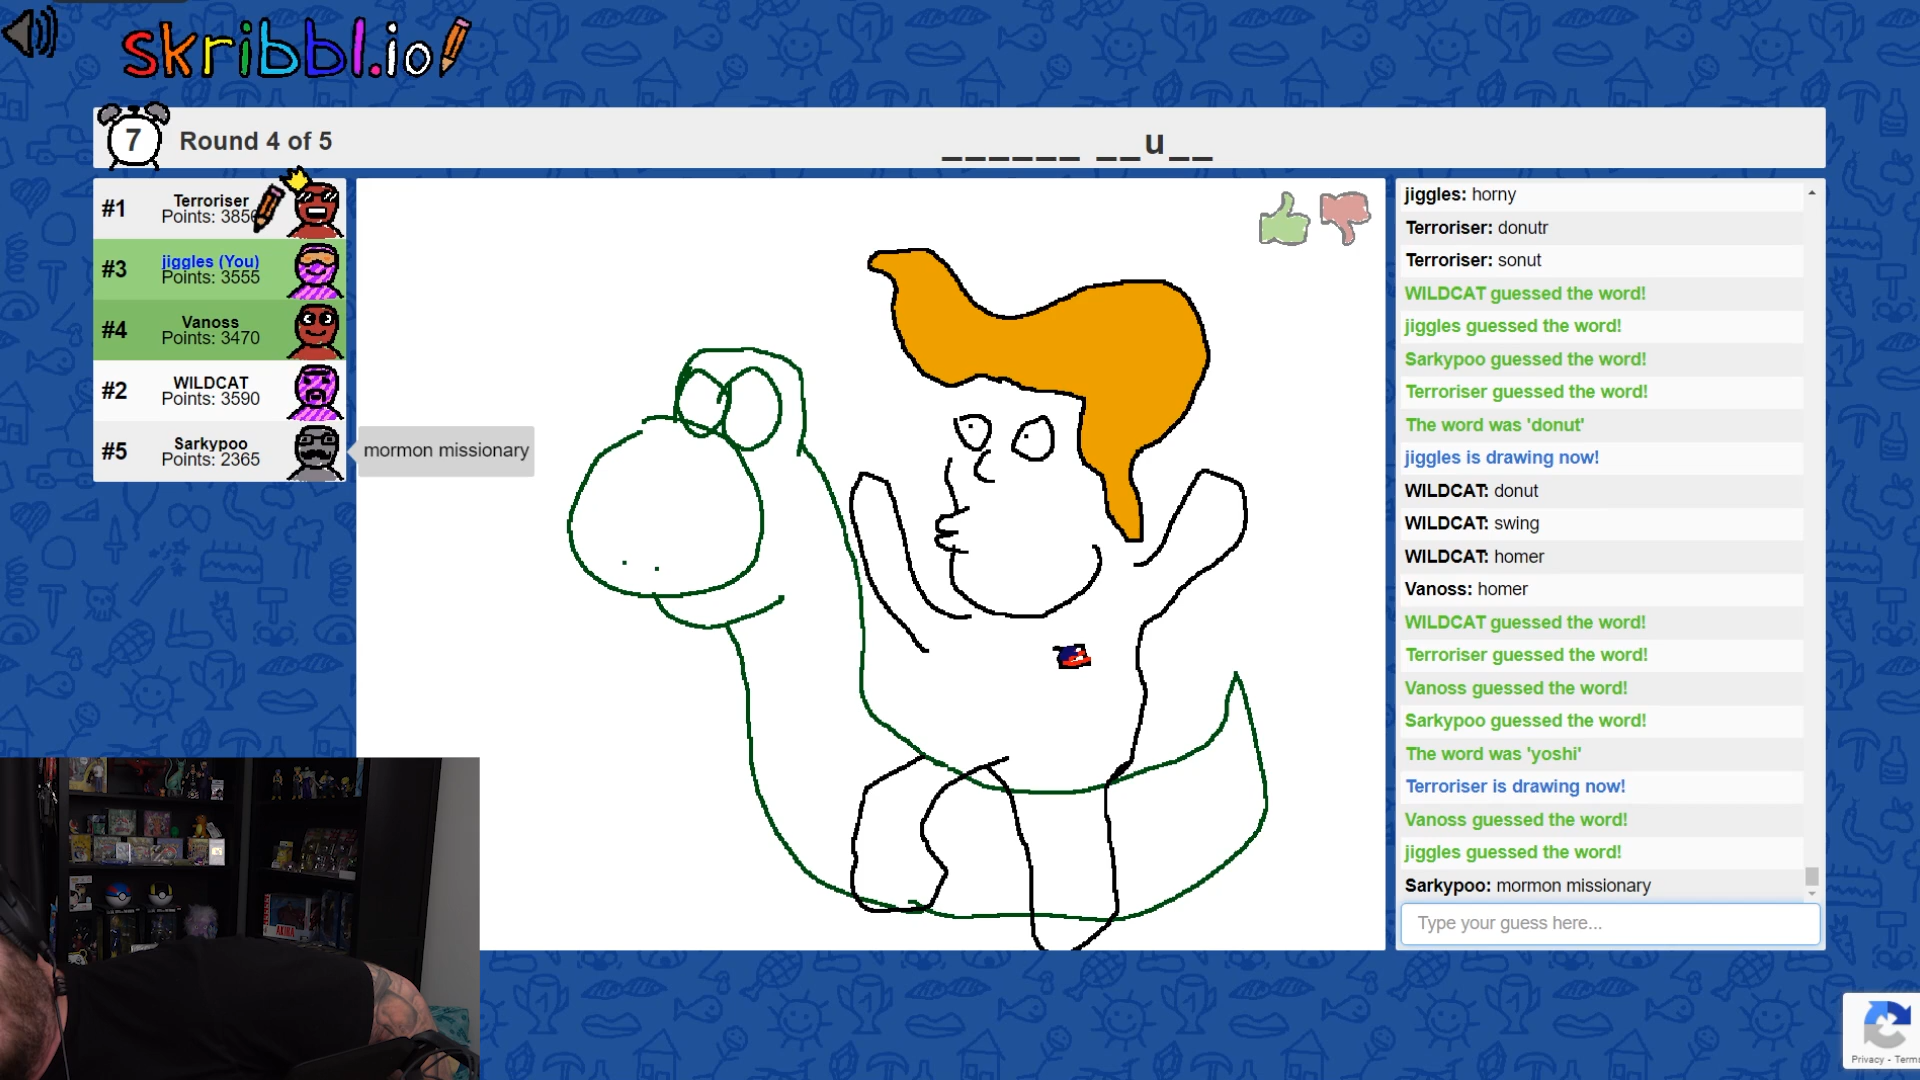 skribbl.io
7
Round 4 of 5
______ __u__
#1
Terroriser
Points: 3856
#3
jiggles (You)
Points: 3555
#4
Vanoss
Points: 3470
#2
WILDCAT
Points: 3590
#5
Sarkypoo
Points: 2365
mormon missionary
jiggles: horny
Terroriser: donutr
Terroriser: sonut
WILDCAT guessed the word!
jiggles guessed the word!
Sarkypoo guessed the word!
Terroriser guessed the word!
The word was 'donut'
jiggles is drawing now!
WILDCAT: donut
WILDCAT: swing
WILDCAT: homer
Vanoss: homer
WILDCAT guessed the word!
Terroriser guessed the word!
Vanoss guessed the word!
Sarkypoo guessed the word!
The word was 'yoshi'
Terroriser is drawing now!
Vanoss guessed the word!
jiggles guessed the word!
Sarkypoo: mormon missionary
Type your guess here...
AKIRA
Privacy - Terms